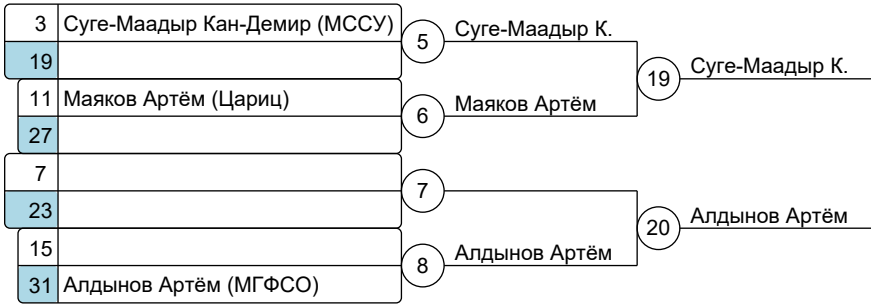 3 Суге-Маадыр Кан-Демир (МССУ)
19
5 Суге-Маадыр К.
11 Маяков Артём (Цариц)
27
6 Маяков Артём
19 Суге-Маадыр К.
7
23
7
15
31 Алдынов Артём (МГФСО)
8 Алдынов Артём
20 Алдынов Артём